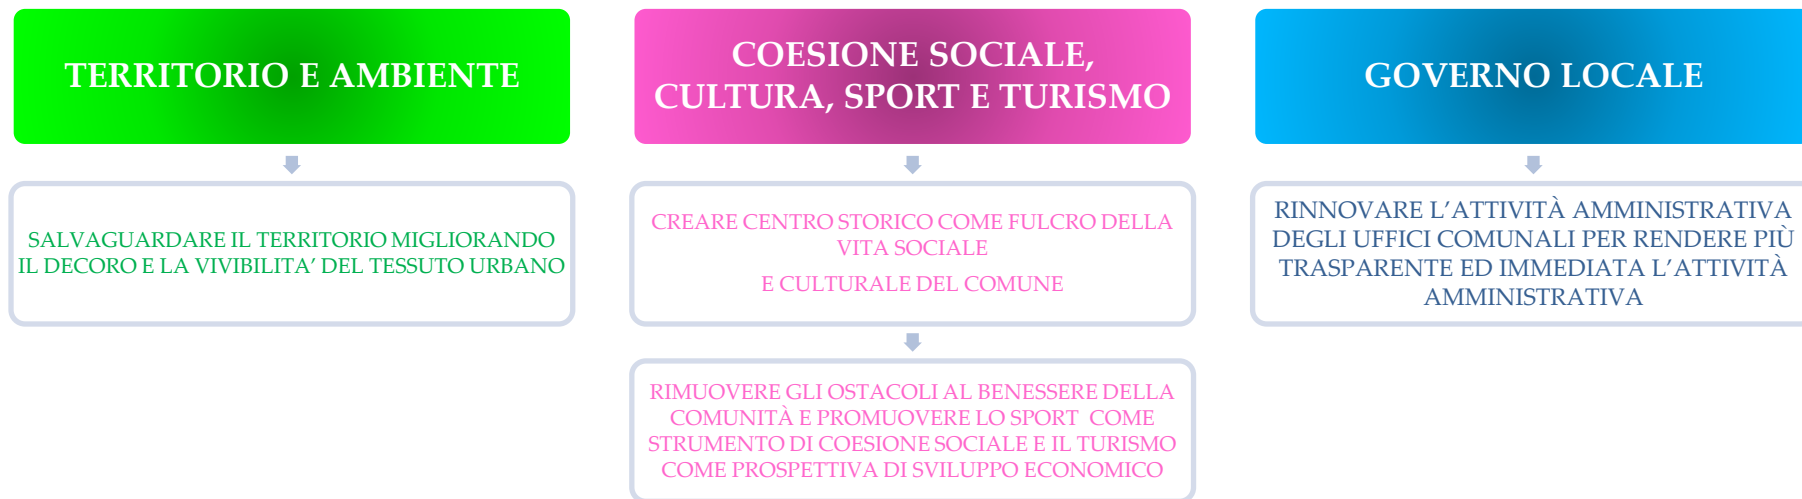 TERRITORIO E AMBIENTE
SALVAGUARDARE IL TERRITORIO MIGLIORANDO
IL DECORO E LA VIVIBILITA’ DEL TESSUTO URBANO
COESIONE SOCIALE,
CULTURA, SPORT E TURISMO
CREARE CENTRO STORICO COME FULCRO DELLA
VITA SOCIALE
E CULTURALE DEL COMUNE
RIMUOVERE GLI OSTACOLI AL BENESSERE DELLA
COMUNITÀ E PROMUOVERE LO SPORT COME
STRUMENTO DI COESIONE SOCIALE E IL TURISMO
COME PROSPETTIVA DI SVILUPPO ECONOMICO
GOVERNO LOCALE
RINNOVARE L’ATTIVITÀ AMMINISTRATIVA
DEGLI UFFICI COMUNALI PER RENDERE PIÙ
TRASPARENTE ED IMMEDIATA L’ATTIVITÀ
AMMINISTRATIVA